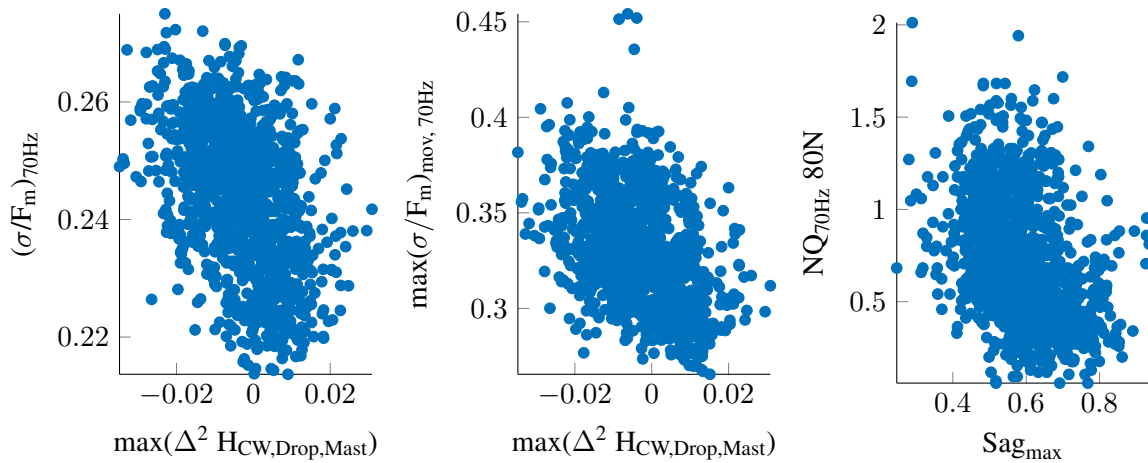 (σ/F_m)_70Hz
0.26
0.24
0.22
−0.02 0 0.02
max(Δ² H_CW,Drop,Mast)
max(σ/F_m)_mov, 70Hz
0.45
0.4
0.35
0.3
−0.02 0 0.02
max(Δ² H_CW,Drop,Mast)
NQ_70Hz 80N
2
1.5
1
0.5
0.4 0.6 0.8
Sag_max